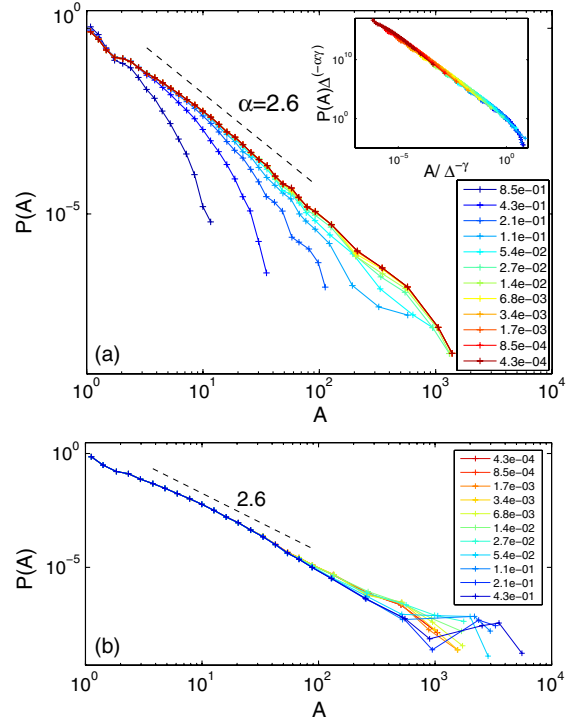 10^0
10^-5
P(A)
α=2.6
(a)
10^0 10^1 10^2 10^3 10^4
A
P(A)Δ^(-αγ)
10^10
10^0
10^-5 10^0
A/ Δ^-γ
8.5e-01
4.3e-01
2.1e-01
1.1e-01
5.4e-02
2.7e-02
1.4e-02
6.8e-03
3.4e-03
1.7e-03
8.5e-04
4.3e-04
10^0
10^-5
P(A)
2.6
(b)
10^0 10^1 10^2 10^3 10^4
A
4.3e-04
8.5e-04
1.7e-03
3.4e-03
6.8e-03
1.4e-02
2.7e-02
5.4e-02
1.1e-01
2.1e-01
4.3e-01